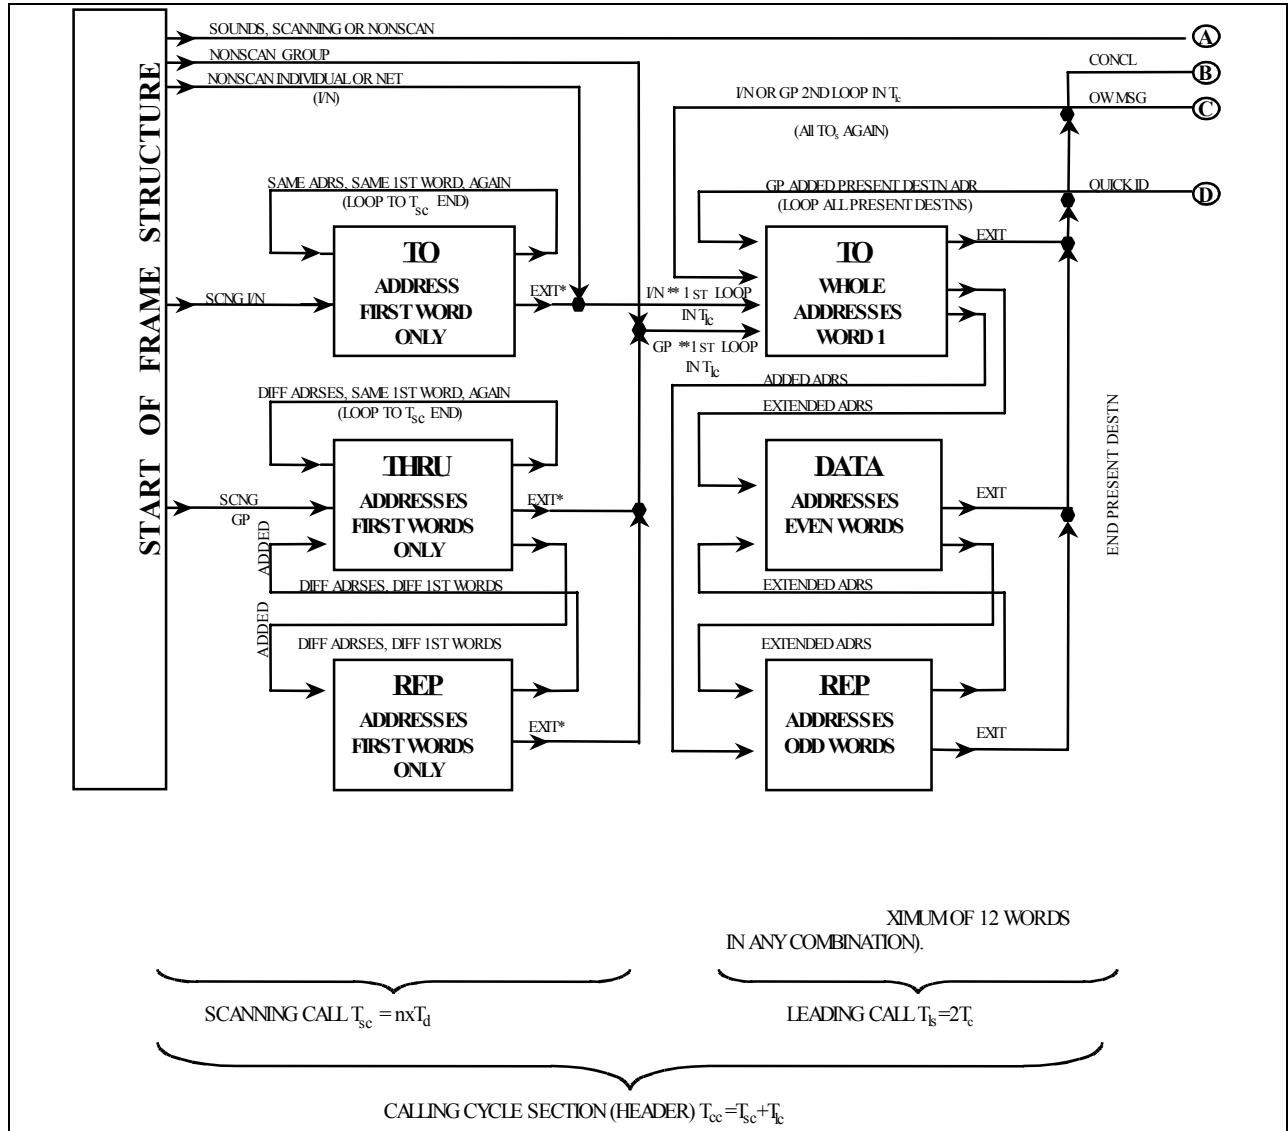 START OF FRAME STRUCTURE
SOUNDS, SCANNING OR NONSCAN
A
NONSCAN GROUP
NONSCAN INDIVIDUAL OR NET
(I/N)
CONCL
B
I/N OR GP 2ND LOOP IN Tlc
OW MSG
C
(All TOs AGAIN)
SAME ADRS, SAME 1ST WORD, AGAIN
(LOOP TO Tsc END)
GP ADDED PRESENT DESTN ADR
(LOOP ALL PRESENT DESTNS)
QUICK ID
D
TO
ADDRESS
FIRST WORD
ONLY
SCNG I/N
EXIT*
I/N ** 1 ST LOOP
IN Tlc
GP **1 ST LOOP
IN Tlc
TO
WHOLE
ADDRESSES
WORD 1
EXIT
ADDED ADRS
EXTENDED ADRS
DIFF ADRSES, SAME 1ST WORD, AGAIN
(LOOP TO Tsc END)
THRU
ADDRESSES
FIRST WORDS
ONLY
SCNG
GP
EXIT*
ADDED
DIFF ADRSES, DIFF 1ST WORDS
DATA
ADDRESSES
EVEN WORDS
EXIT
END PRESENT DESTN
EXTENDED ADRS
ADDED
DIFF ADRSES, DIFF 1ST WORDS
EXTENDED ADRS
REP
ADDRESSES
FIRST WORDS
ONLY
EXIT*
REP
ADDRESSES
ODD WORDS
EXIT
XIMUM OF 12 WORDS
IN ANY COMBINATION).
SCANNING CALL Tsc = nxTd
LEADING CALL Tls =2Tc
CALLING CYCLE SECTION (HEADER) Tcc =Tsc+Tlc